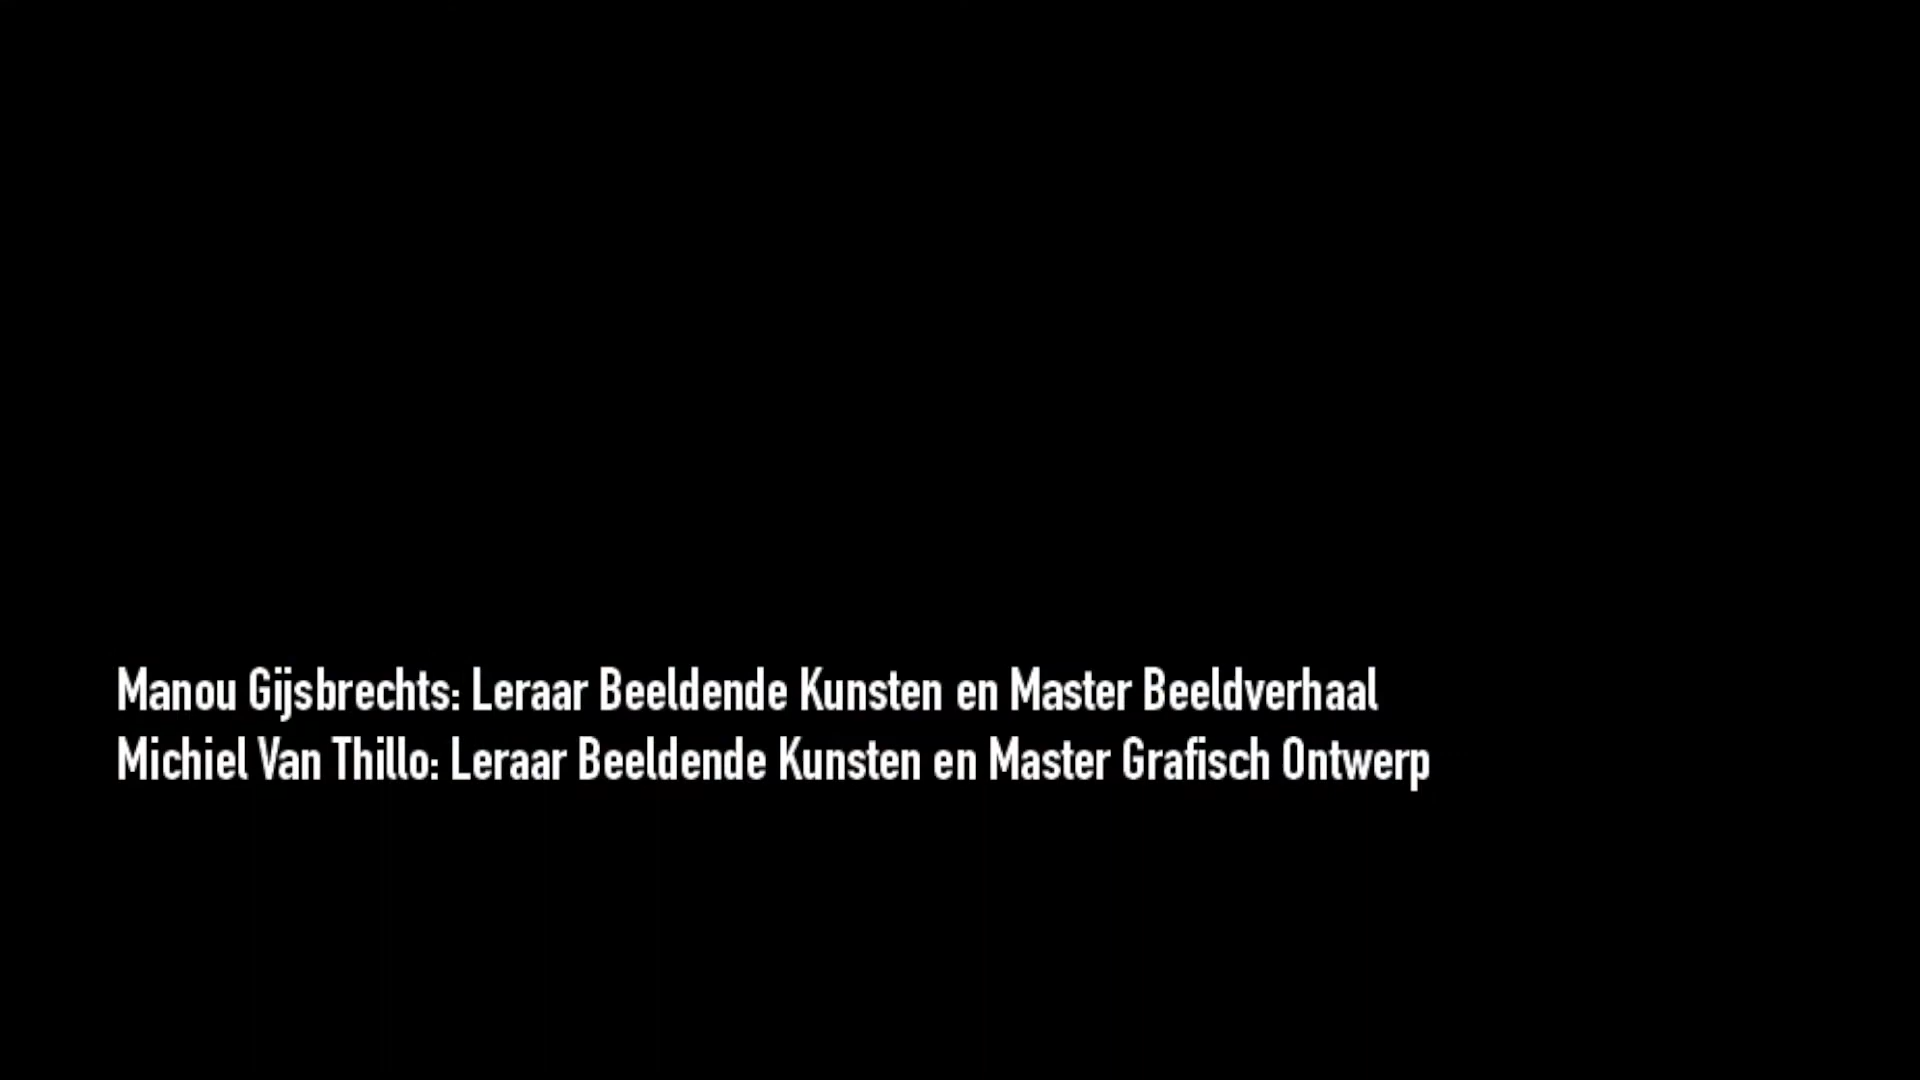 Manou Gijsbrechts: Leraar Beeldende Kunsten en Master Beeldverhaal
Michiel Van Thillo: Leraar Beeldende Kunsten en Master Grafisch Ontwerp